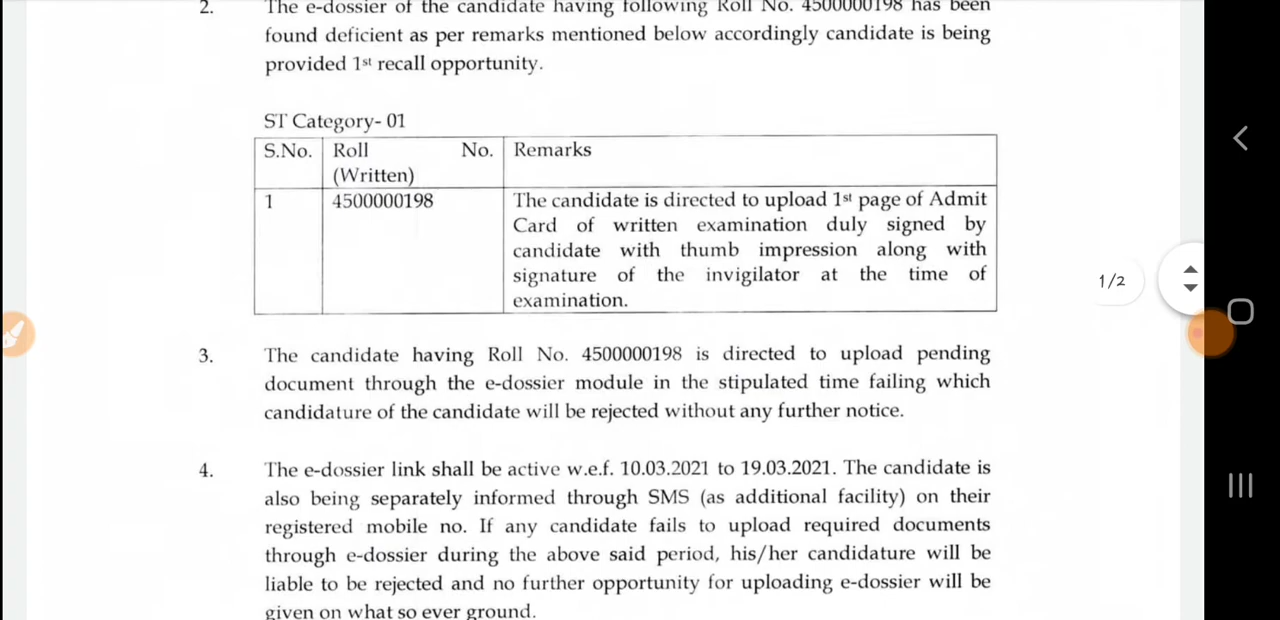 2. The e-dossier of the candidate having following Roll No. 4500000198 has been
found deficient as per remarks mentioned below accordingly candidate is being
provided 1st recall opportunity.
ST Category- 01
S.No. Roll No. Remarks
(Written)
1 4500000198 The candidate is directed to upload 1st page of Admit
Card of written examination duly signed by
candidate with thumb impression along with
signature of the invigilator at the time of
examination.
1/2
3. The candidate having Roll No. 4500000198 is directed to upload pending
document through the e-dossier module in the stipulated time failing which
candidature of the candidate will be rejected without any further notice.
4. The e-dossier link shall be active w.e.f. 10.03.2021 to 19.03.2021. The candidate is
also being separately informed through SMS (as additional facility) on their
registered mobile no. If any candidate fails to upload required documents
through e-dossier during the above said period, his/her candidature will be
liable to be rejected and no further opportunity for uploading e-dossier will be
given on what so ever ground.